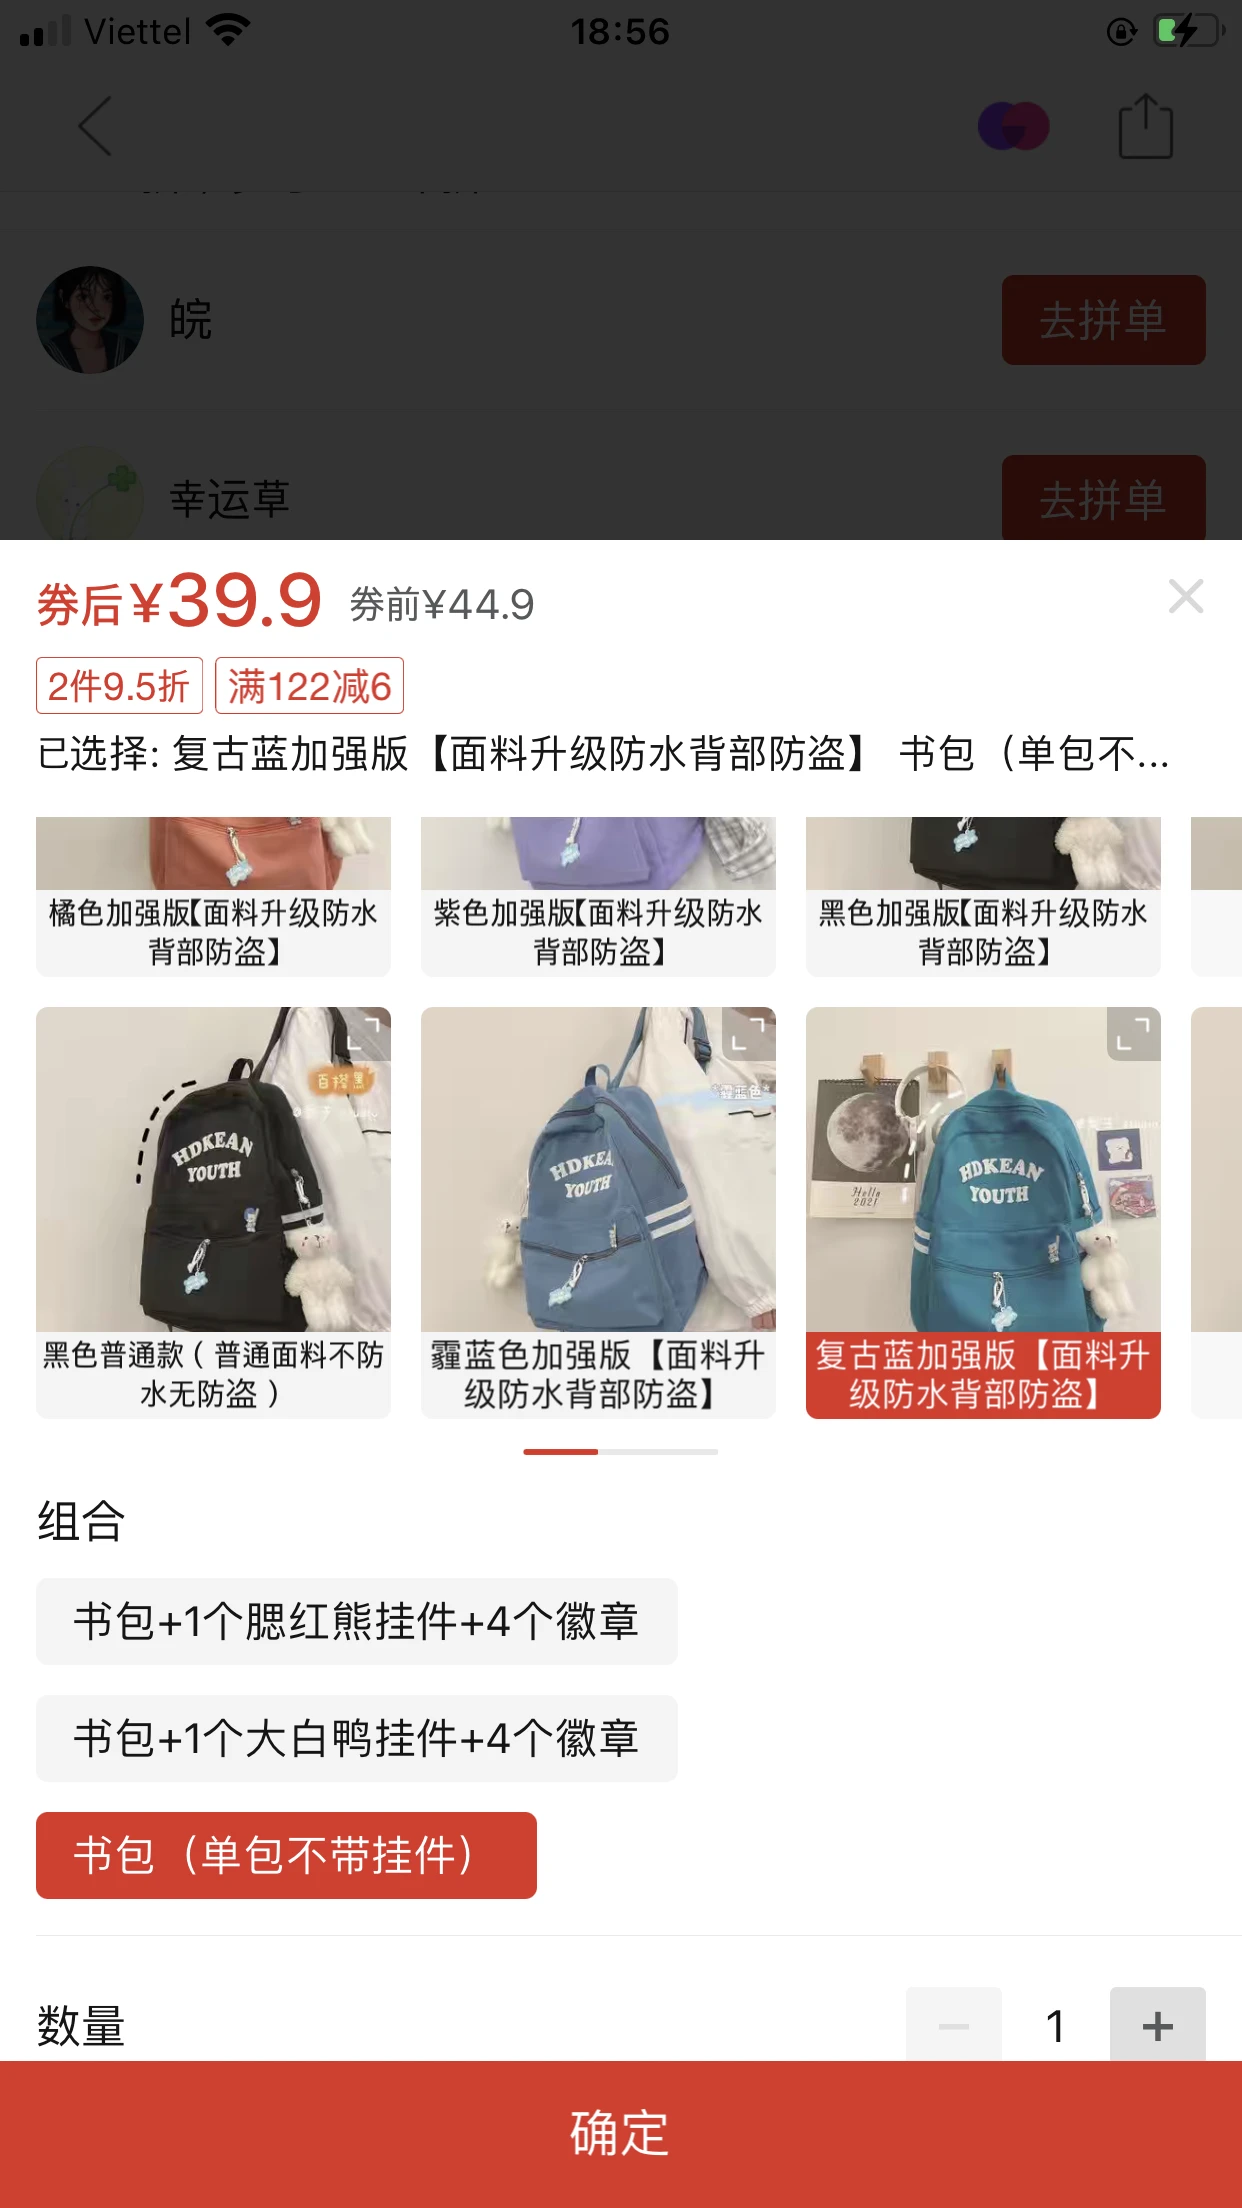 Viettel
18:56
皖
去拼单
幸运草
去拼单
券后¥39.9 券前¥44.9
2件9.5折 满122减6
已选择: 复古蓝加强版【面料升级防水背部防盗】 书包（单包不...
橘色加强版【面料升级防水
背部防盗】
紫色加强版【面料升级防水
背部防盗】
黑色加强版【面料升级防水
背部防盗】
百搭黑
HDKEAN
YOUTH
黑色普通款（普通面料不防
水无防盗）
*霾蓝色*
HDKEA
YOUTH
霾蓝色加强版【面料升
级防水背部防盗】
Hello
2021
HDKEAN
YOUTH
复古蓝加强版【面料升
级防水背部防盗】
组合
书包+1个腮红熊挂件+4个徽章
书包+1个大白鸭挂件+4个徽章
书包（单包不带挂件）
数量
1
确定